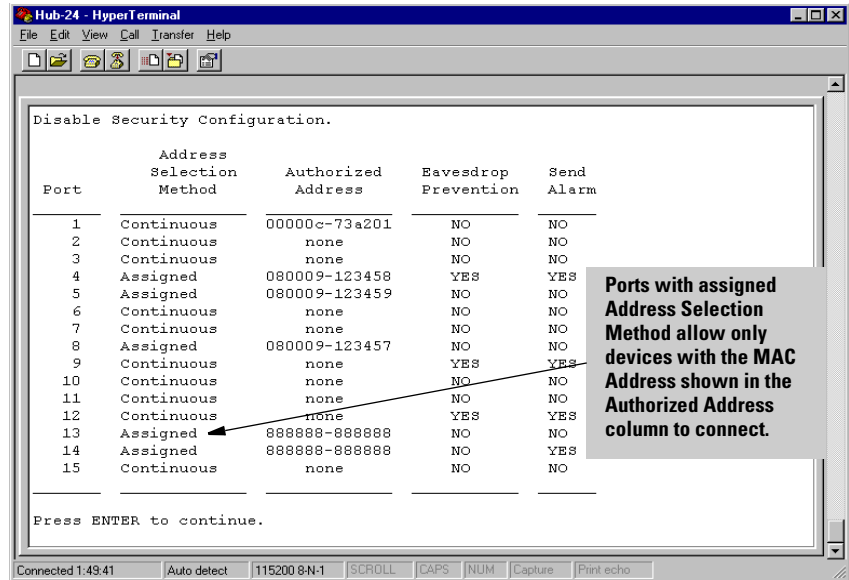 Hub-24 - HyperTerminal
File Edit View Call Transfer Help
Disable Security Configuration.
Address
Selection Authorized Eavesdrop Send
Port Method Address Prevention Alarm
1 Continuous 00000c-73a201 NO NO
2 Continuous none NO NO
3 Continuous none NO NO
4 Assigned 080009-123458 YES YES
5 Assigned 080009-123459 NO NO
6 Continuous none NO NO
7 Continuous none NO NO
8 Assigned 080009-123457 NO NO
9 Continuous none YES YES
10 Continuous none NO NO
11 Continuous none NO NO
12 Continuous none YES YES
13 Assigned 888888-888888 NO NO
14 Assigned 888888-888888 NO YES
15 Continuous none NO NO
Press ENTER to continue.
Ports with assigned
Address Selection
Method allow only
devices with the MAC
Address shown in the
Authorized Address
column to connect.
Connected 1:49:41 Auto detect 115200 8-N-1 SCROLL CAPS NUM Capture Print echo